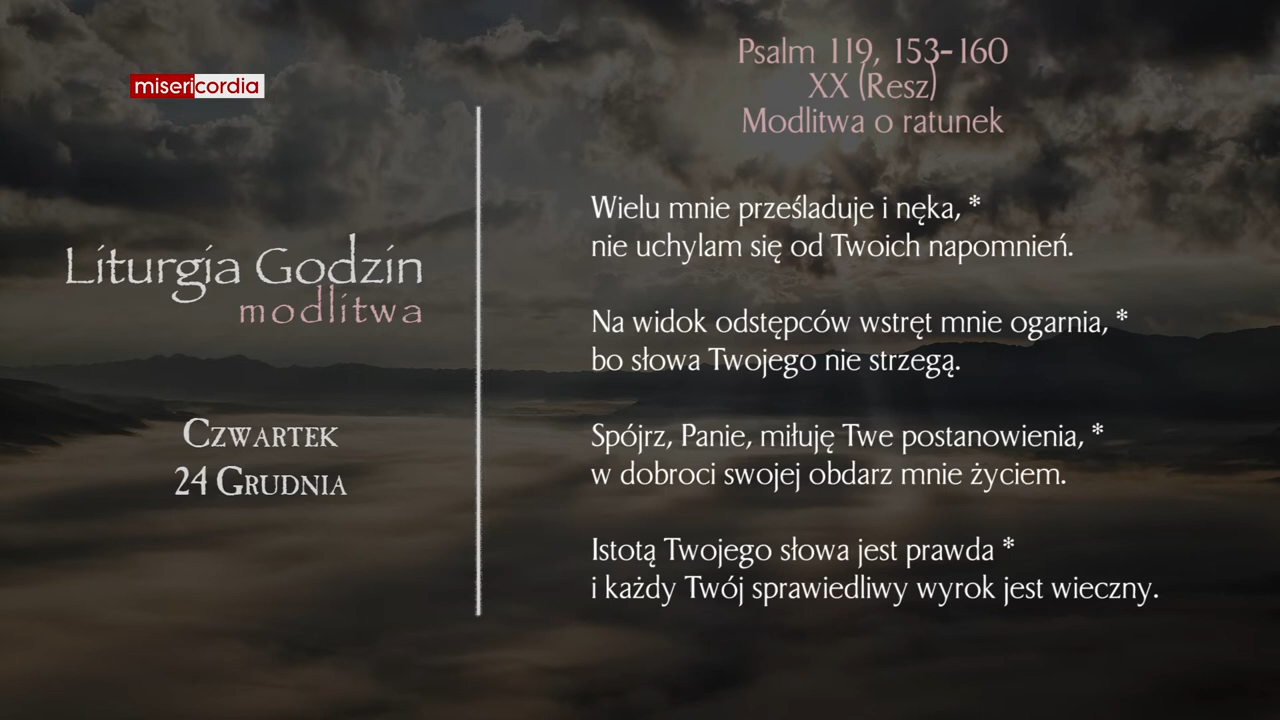 misericordia
Liturgia Godzin
modlitwa
Czwartek
24 Grudnia
Psalm 119, 153-160
XX (Resz)
Modlitwa o ratunek
Wielu mnie prześladuje i nęka, *
nie uchylam się od Twoich napomnień.
Na widok odstępców wstręt mnie ogarnia, *
bo słowa Twojego nie strzegą.
Spójrz, Panie, miłuję Twe postanowienia, *
w dobroci swojej obdarz mnie życiem.
Istotą Twojego słowa jest prawda *
i każdy Twój sprawiedliwy wyrok jest wieczny.